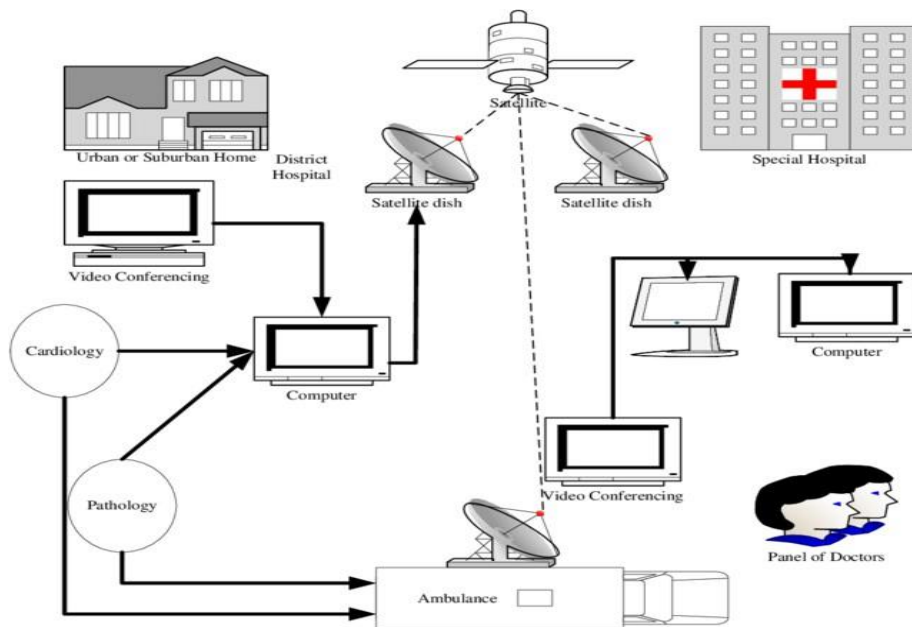 Satellite
Urban or Suburban Home
District
Hospital
Special Hospital
Satellite dish
Satellite dish
Video Conferencing
Cardiology
Computer
Computer
Video Conferencing
Pathology
Panel of Doctors
Ambulance